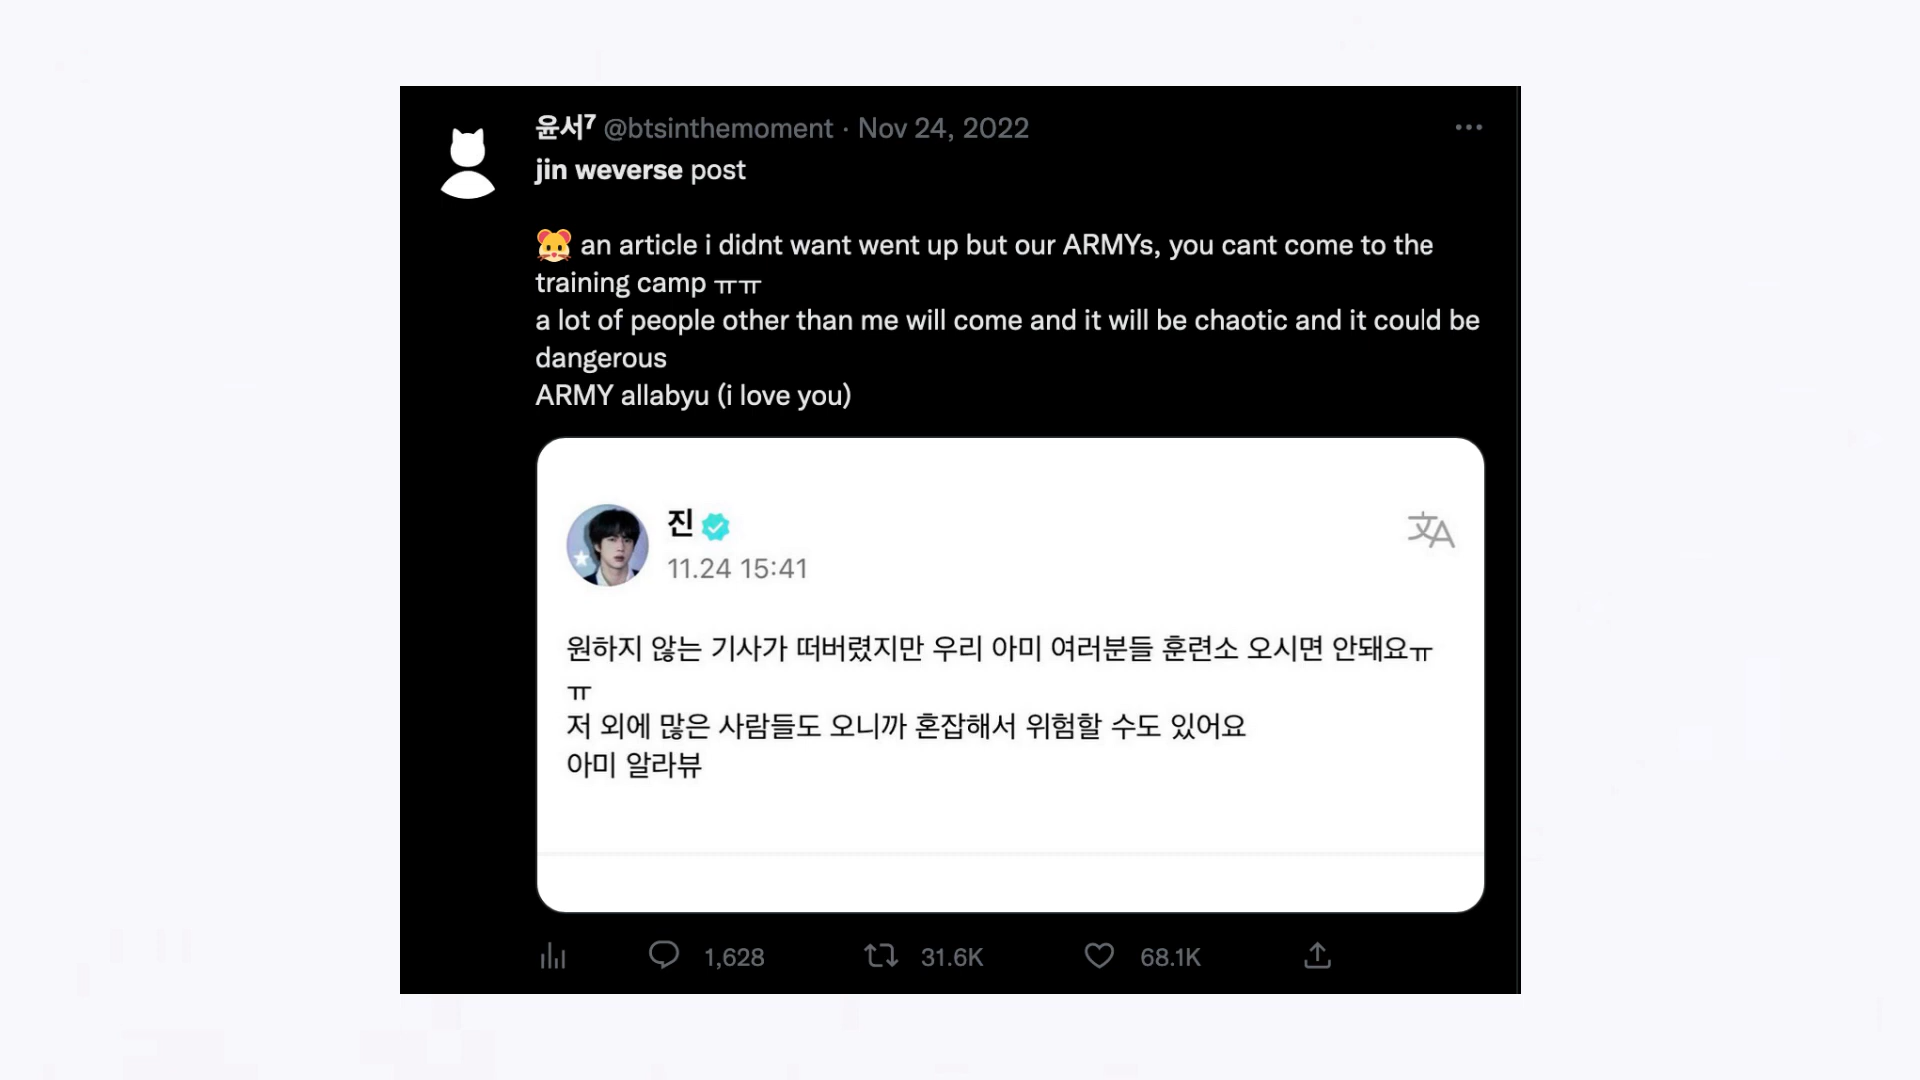 윤서⁷ @btsinthemoment · Nov 24, 2022
jin weverse post
🐹 an article i didnt want went up but our ARMYs, you cant come to the
training camp ㅠㅠ
a lot of people other than me will come and it will be chaotic and it could be
dangerous
ARMY allabyu (i love you)
진
11.24 15:41
원하지 않는 기사가 떠버렸지만 우리 아미 여러분들 훈련소 오시면 안돼요ㅠ
ㅠ
저 외에 많은 사람들도 오니까 혼잡해서 위험할 수도 있어요
아미 알라뷰
1,628 31.6K 68.1K